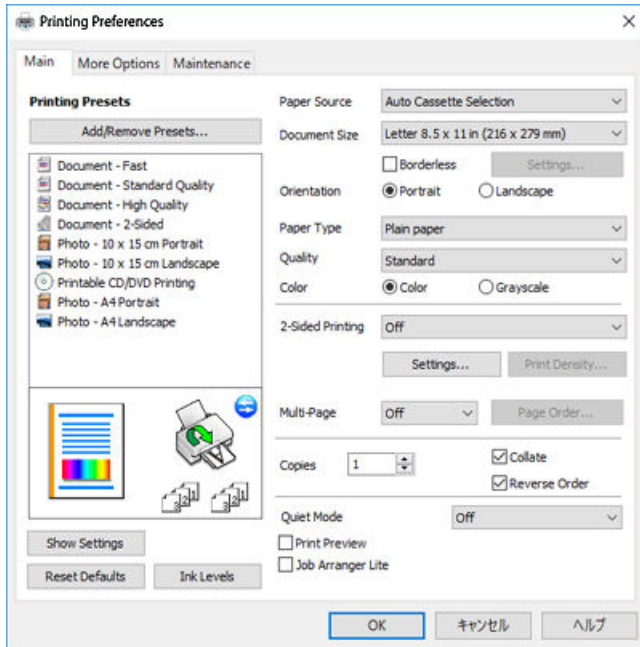 Printing Preferences
Main More Options Maintenance
Printing Presets
Add/Remove Presets...
Document - Fast
Document - Standard Quality
Document - High Quality
Document - 2-Sided
Photo - 10 x 15 cm Portrait
Photo - 10 x 15 cm Landscape
Printable CD/DVD Printing
Photo - A4 Portrait
Photo - A4 Landscape
Show Settings
Reset Defaults Ink Levels
Paper Source Auto Cassette Selection
Document Size Letter 8.5 x 11 in (216 x 279 mm)
Borderless Settings...
Orientation Portrait Landscape
Paper Type Plain paper
Quality Standard
Color Color Grayscale
2-Sided Printing Off
Settings... Print Density...
Multi-Page Off Page Order...
Copies 1 Collate
Reverse Order
Quiet Mode Off
Print Preview
Job Arranger Lite
OK キャンセル ヘルプ